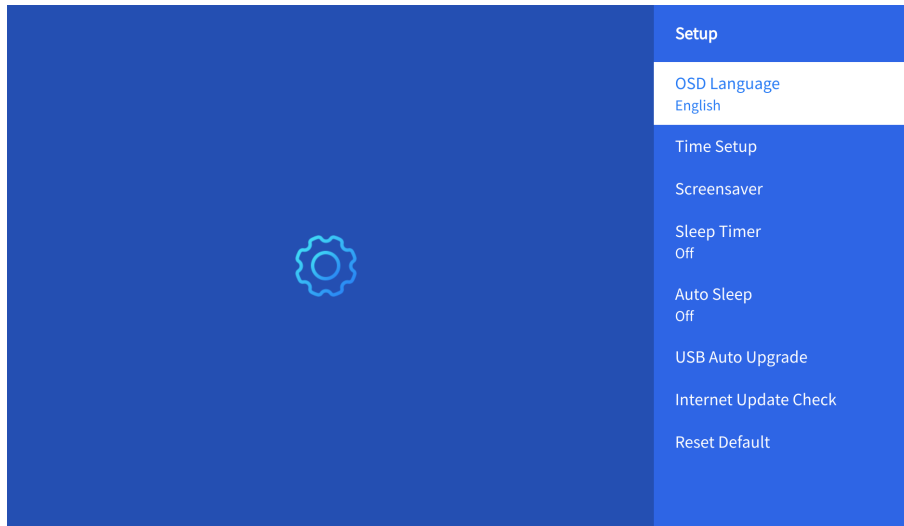 Setup
OSD Language
English
Time Setup
Screensaver
Sleep Timer
Off
Auto Sleep
Off
USB Auto Upgrade
Internet Update Check
Reset Default